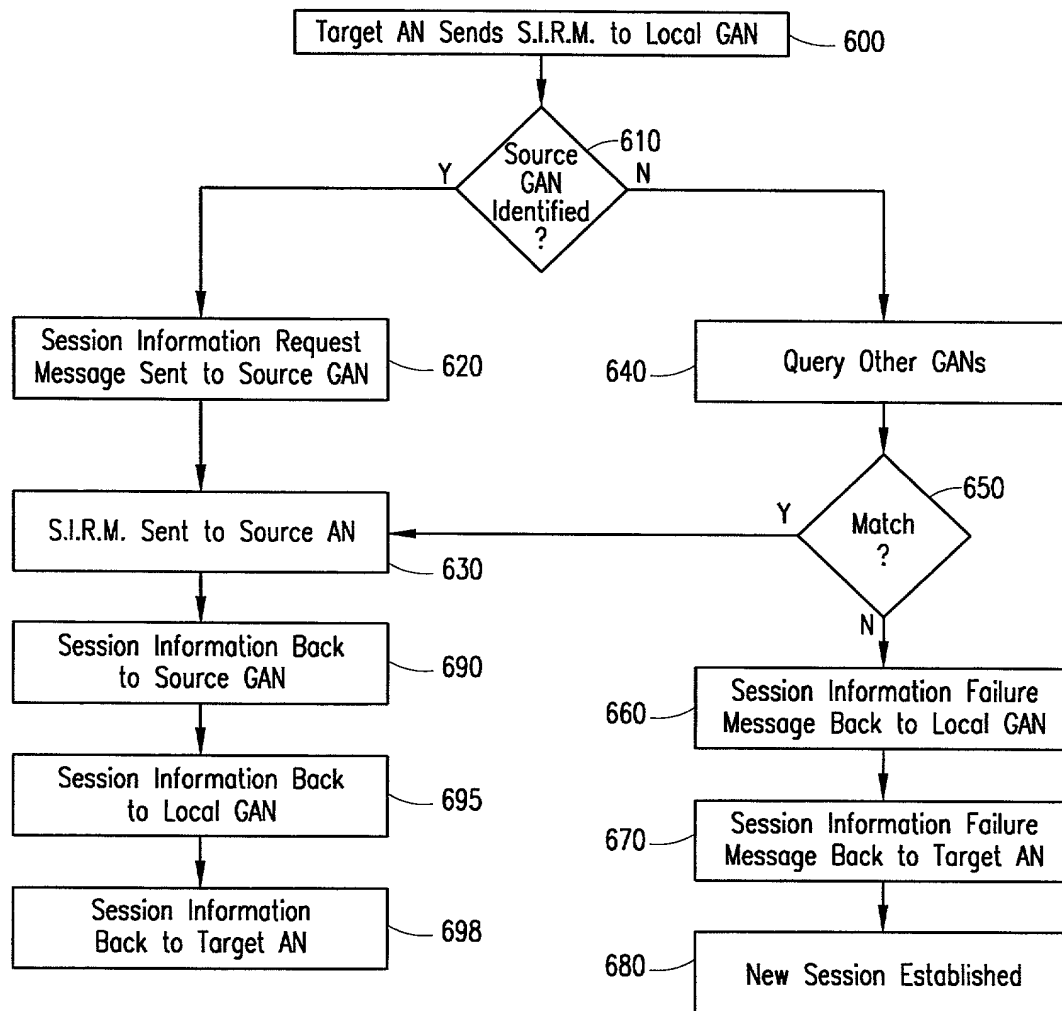 Target AN Sends S.I.R.M. to Local GAN
600
610
Source
GAN
Identified
?
Y
N
Session Information Request
Message Sent to Source GAN
620
640
Query Other GANs
S.I.R.M. Sent to Source AN
630
650
Match
?
Y
N
Session Information Back
to Source GAN
690
660
Session Information Failure
Message Back to Local GAN
Session Information Back
to Local GAN
695
670
Session Information Failure
Message Back to Target AN
Session Information
Back to Target AN
698
680
New Session Established